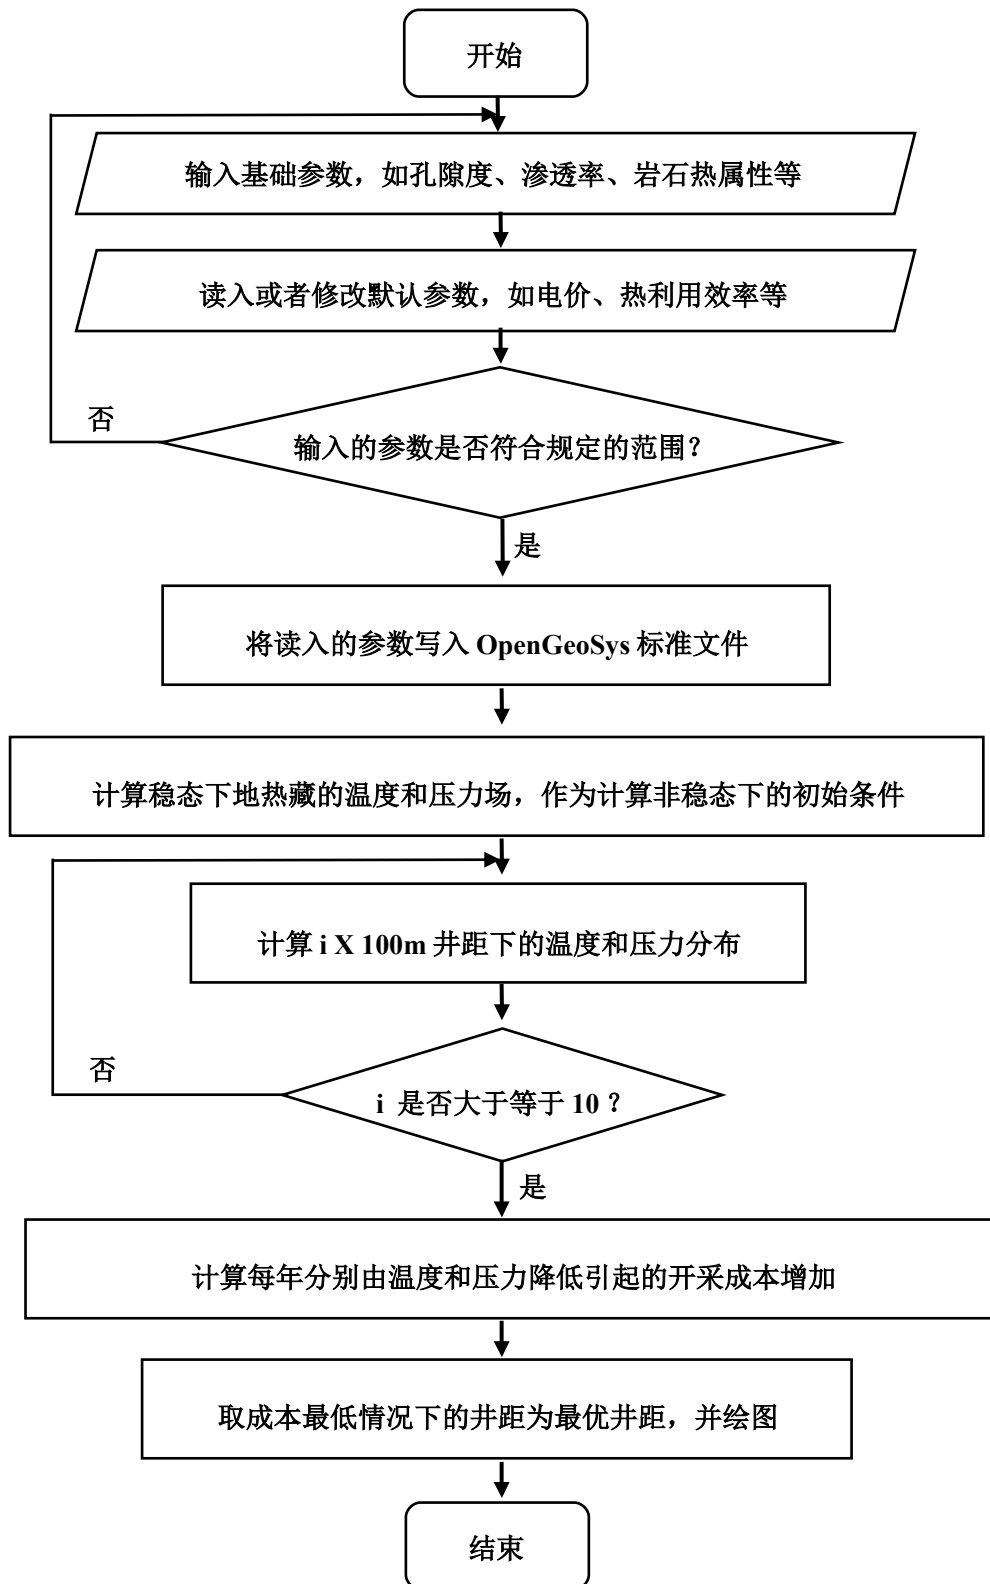 开始
输入基础参数，如孔隙度、渗透率、岩石热属性等
读入或者修改默认参数，如电价、热利用效率等
否
输入的参数是否符合规定的范围？
是
将读入的参数写入 OpenGeoSys 标准文件
计算稳态下地热藏的温度和压力场，作为计算非稳态下的初始条件
计算 i X 100m 井距下的温度和压力分布
否
i 是否大于等于 10？
是
计算每年分别由温度和压力降低引起的开采成本增加
取成本最低情况下的井距为最优井距，并绘图
结束